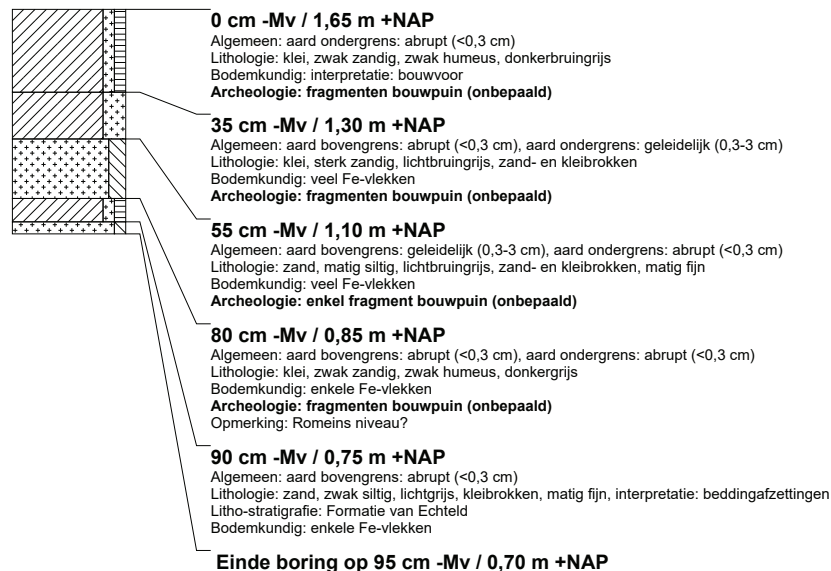 0 cm -Mv / 1,65 m +NAP
Algemeen: aard ondergrens: abrupt (<0,3 cm)
Lithologie: klei, zwak zandig, zwak humeus, donkerbruingrijs
Bodemkundig: interpretatie: bouwvoor
Archeologie: fragmenten bouwpuin (onbepaald)
35 cm -Mv / 1,30 m +NAP
Algemeen: aard bovengrens: abrupt (<0,3 cm), aard ondergrens: geleidelijk (0,3-3 cm)
Lithologie: klei, sterk zandig, lichtbruingrijs, zand- en kleibrokken
Bodemkundig: veel Fe-vlekken
Archeologie: fragmenten bouwpuin (onbepaald)
55 cm -Mv / 1,10 m +NAP
Algemeen: aard bovengrens: geleidelijk (0,3-3 cm), aard ondergrens: abrupt (<0,3 cm)
Lithologie: zand, matig siltig, lichtbruingrijs, zand- en kleibrokken, matig fijn
Bodemkundig: veel Fe-vlekken
Archeologie: enkel fragment bouwpuin (onbepaald)
80 cm -Mv / 0,85 m +NAP
Algemeen: aard bovengrens: abrupt (<0,3 cm), aard ondergrens: abrupt (<0,3 cm)
Lithologie: klei, zwak zandig, zwak humeus, donkergrijs
Bodemkundig: enkele Fe-vlekken
Archeologie: fragmenten bouwpuin (onbepaald)
Opmerking: Romeins niveau?
90 cm -Mv / 0,75 m +NAP
Algemeen: aard bovengrens: abrupt (<0,3 cm)
Lithologie: zand, zwak siltig, lichtgrijs, kleibrokken, matig fijn, interpretatie: beddingafzettingen
Litho-stratigrafie: Formatie van Echteld
Bodemkundig: enkele Fe-vlekken
Einde boring op 95 cm -Mv / 0,70 m +NAP